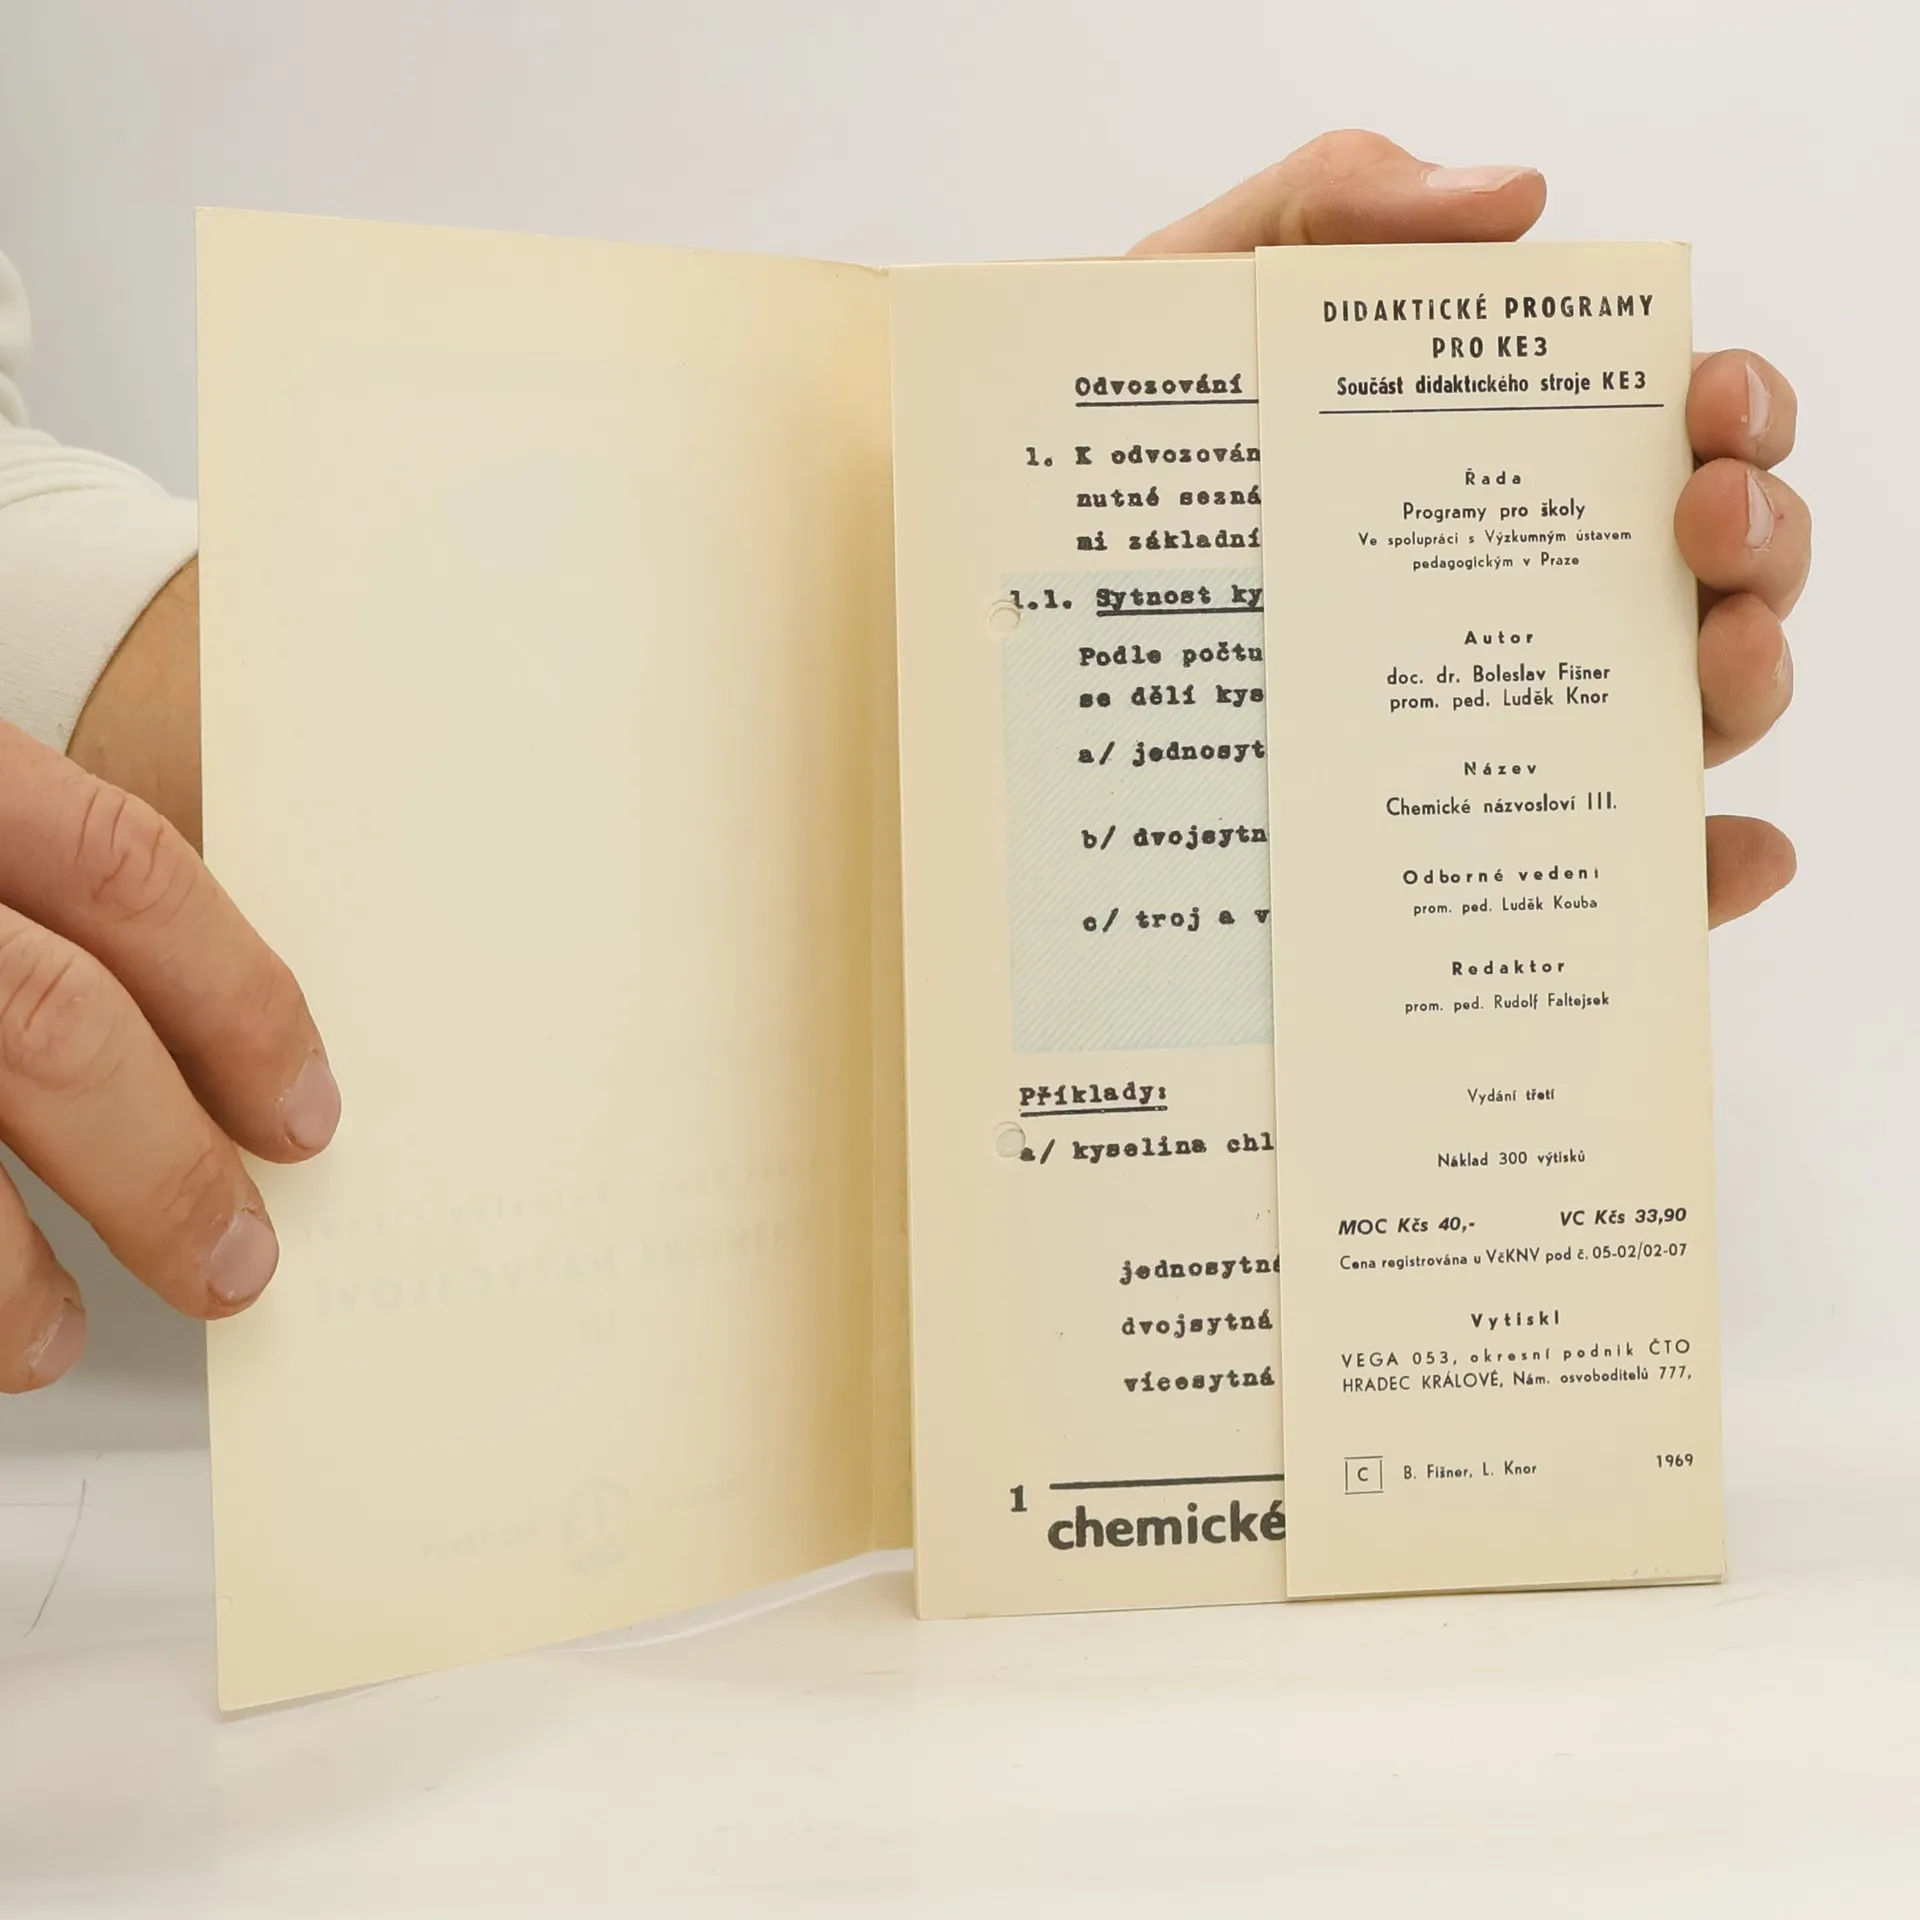 Odvozování
1. K odvozován
nutné sezná
mi základní
1.1. Sytnost ky
Podle počtu
se dělí kys
a/ jednosyt
b/ dvojsytn
c/ troj a v
Příklady:
a/ kyselina chl
jednosytná
dvojsytná
vícesytná
1
chemické
DIDAKTICKÉ PROGRAMY
PRO KE3
Součást didaktického stroje KE3
Řada
Programy pro školy
Ve spolupráci s Výzkumným ústavem
pedagogickým v Praze
Autor
doc. dr. Boleslav Fišner
prom. ped. Luděk Knor
Název
Chemické názvosloví III.
Odborné vedení
prom. ped. Luděk Kouba
Redaktor
prom. ped. Rudolf Faltejsek
Vydání třetí
Náklad 300 výtisků
MOC Kčs 40,- VC Kčs 33,90
Cena registrována u VčKNV pod č. 05-02/02-07
Vytiskl
VEGA 053, okresní podnik ČTO
HRADEC KRÁLOVÉ, Nám. osvoboditelů 777,
C B. Fišner, L. Knor 1969